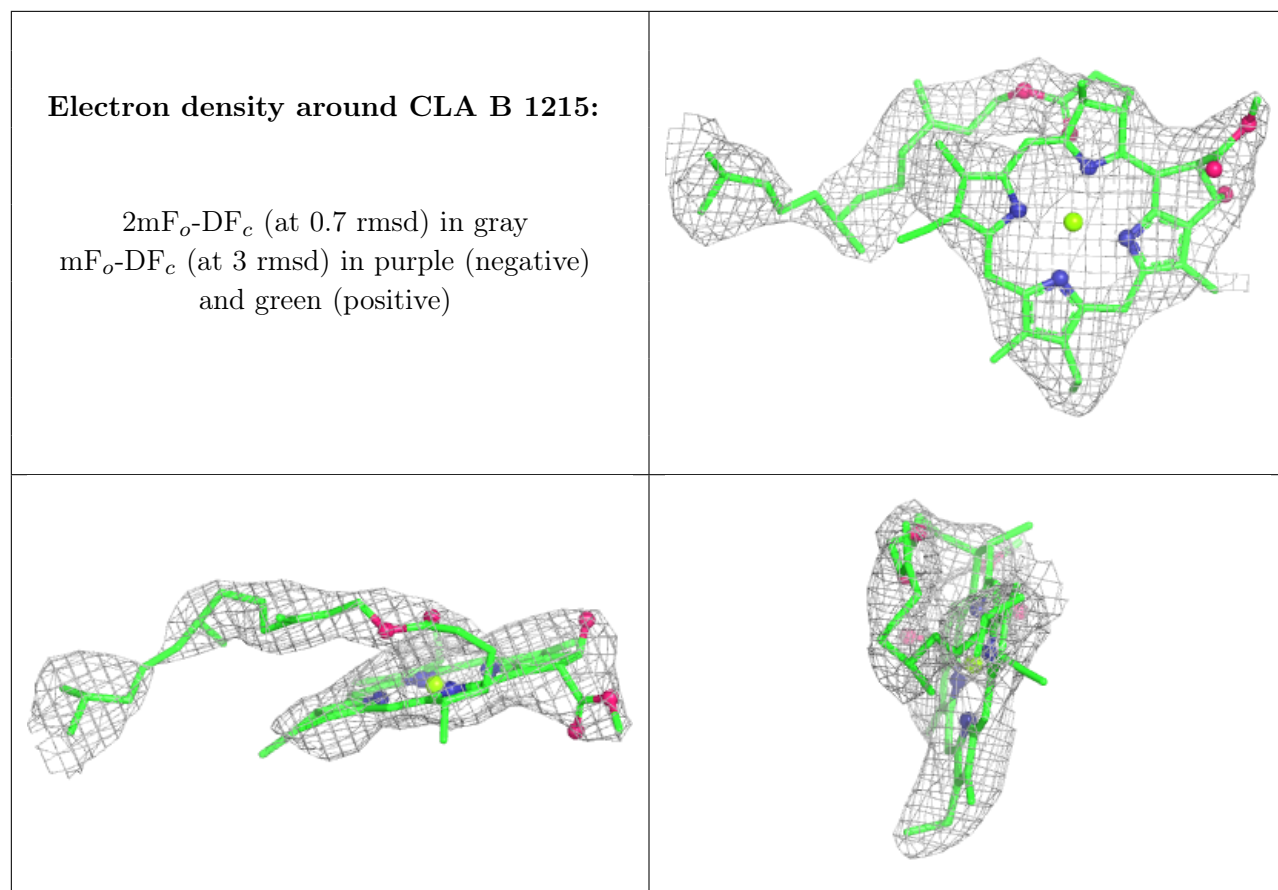 Electron density around CLA B 1215:
2mFₒ-DF𝒸 (at 0.7 rmsd) in gray
mFₒ-DF𝒸 (at 3 rmsd) in purple (negative)
and green (positive)